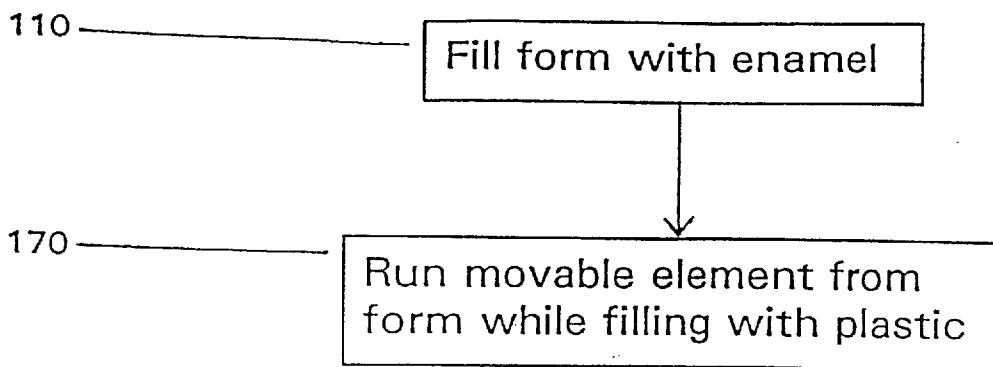 110
Fill form with enamel
170
Run movable element from
form while filling with plastic